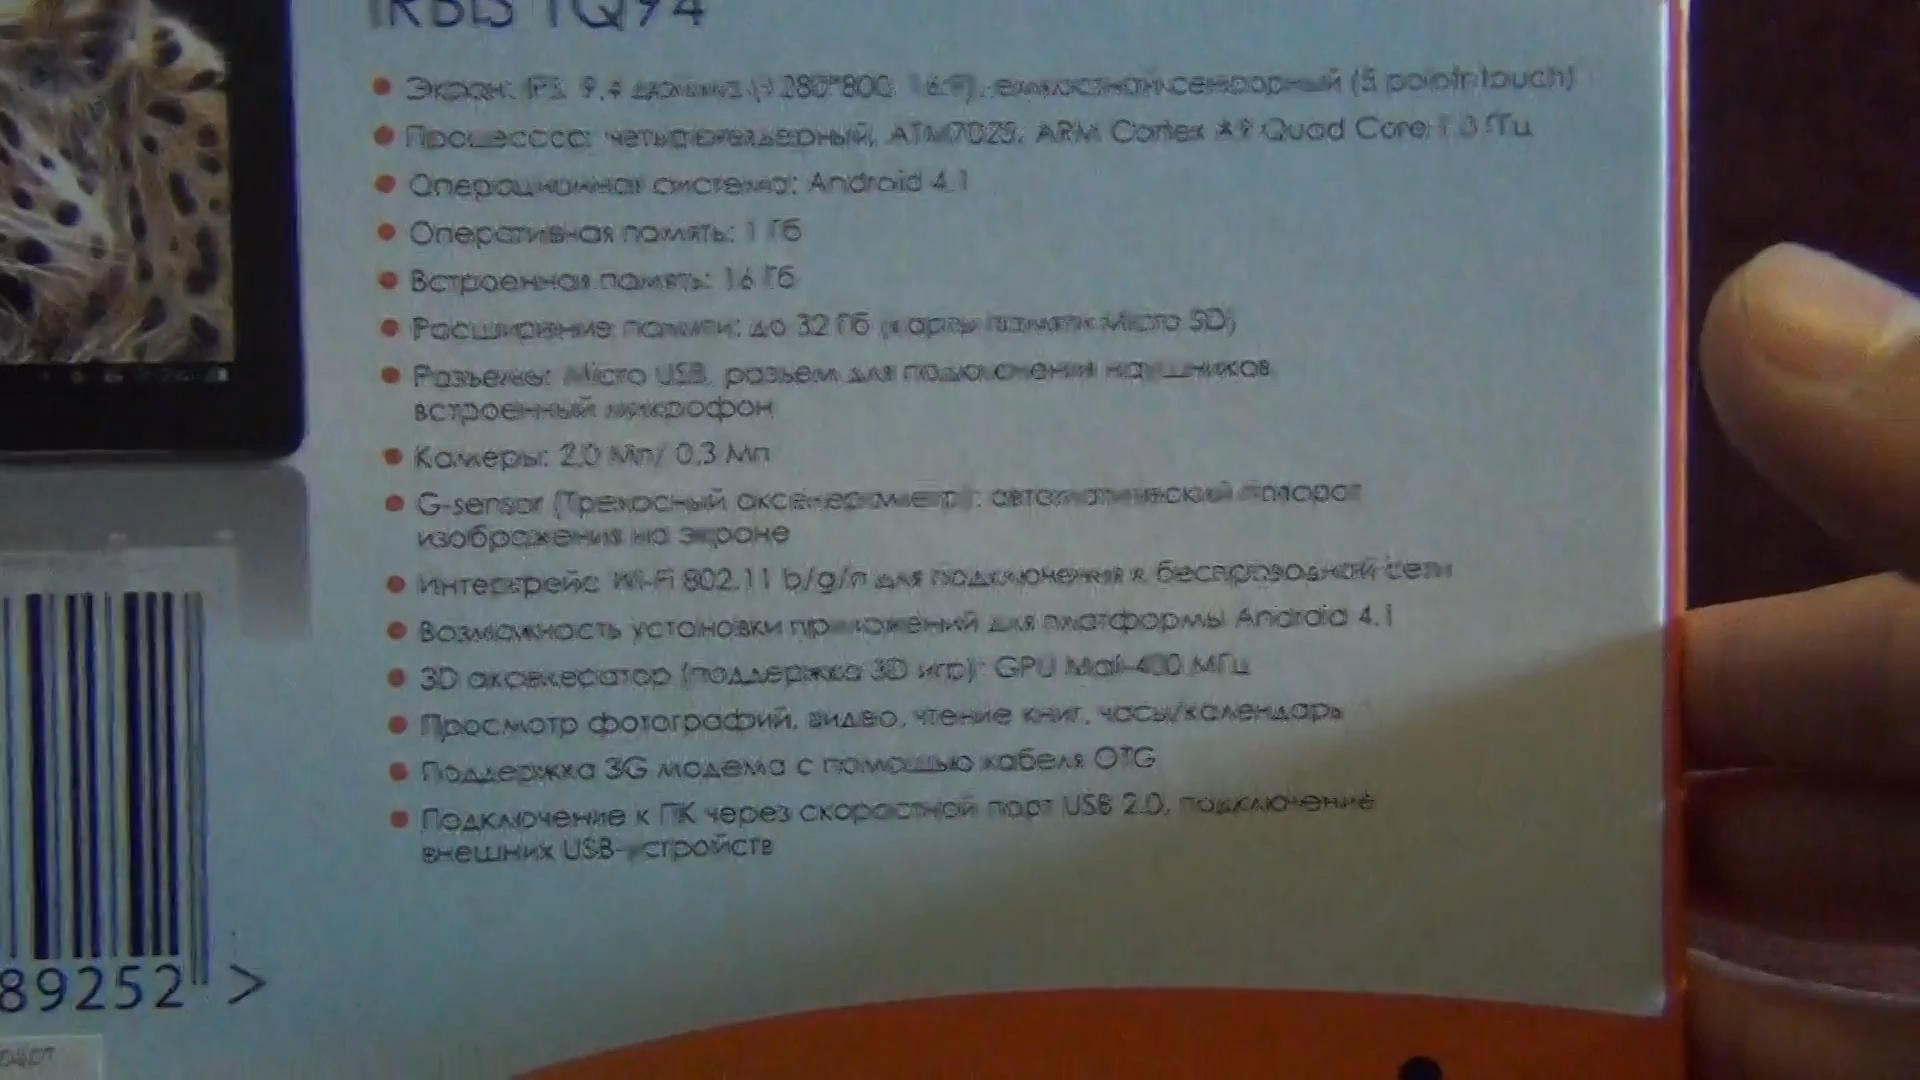 IRBIS TQ94
Экран: IPS 9,4 дюйма (1280*800, 16:9), емкостной сенсорный (5 point touch)
Процессор: четырехъядерный, ATM7029, ARM Cortex A9 Quad Core
Операционная система: Android 4.1
Оперативная память: 1 Гб
Встроенная память: 16 Гб
Расширение памяти: до 32 Гб (карты памяти Micro SD)
Разъемы: Micro USB, разъем для подключения наушников
встроенный микрофон
Камеры: 2,0 Мп/ 0,3 Мп
G-sensor (Трехосный акселерометр): автоматический поворот
изображения на экране
Интерфейс Wi-Fi 802.11 b/g/n для подключения к беспроводной сети
Возможность установки приложений для платформы Android 4.1
3D акселератор (поддержка 3D игр): GPU Mali-400 МГц
Просмотр фотографий, видео, чтение книг, часы/календарь
Поддержка 3G модема с помощью кабеля OTG
Подключение к ПК через скоростной порт USB 2.0, подключение
внешних USB-устройств
89252 >